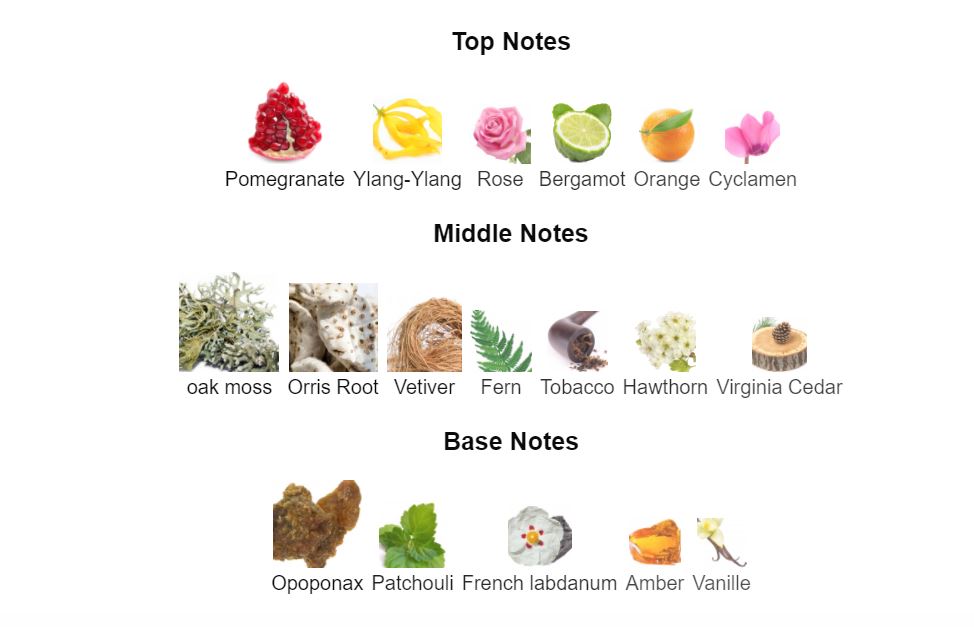 Top Notes
Pomegranate Ylang-Ylang Rose Bergamot Orange Cyclamen
Middle Notes
oak moss Orris Root Vetiver Fern Tobacco Hawthorn Virginia Cedar
Base Notes
Opoponax Patchouli French labdanum Amber Vanille